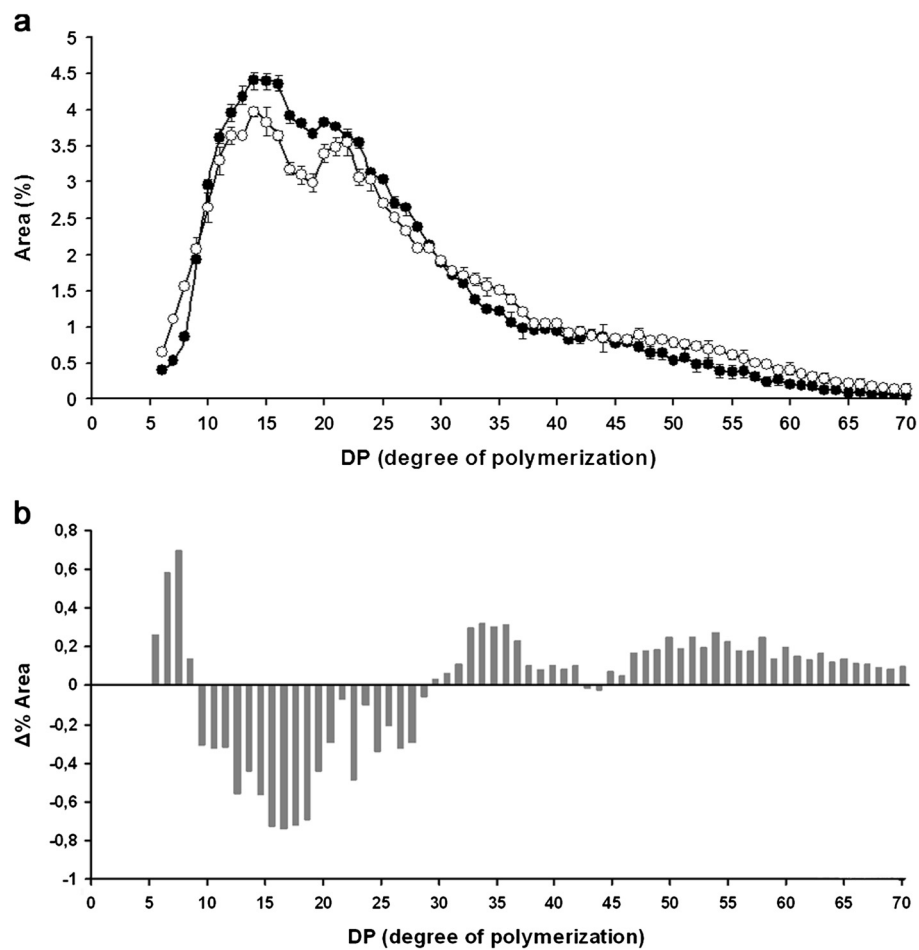 a
5
4.5
4
3.5
3
2.5
2
1.5
1
0.5
0
Area (%)
0 5 10 15 20 25 30 35 40 45 50 55 60 65 70
DP (degree of polymerization)
b
0,8
0,6
0,4
0,2
0
-0,2
-0,4
-0,6
-0,8
-1
Δ% Area
0 5 10 15 20 25 30 35 40 45 50 55 60 65 70
DP (degree of polymerization)